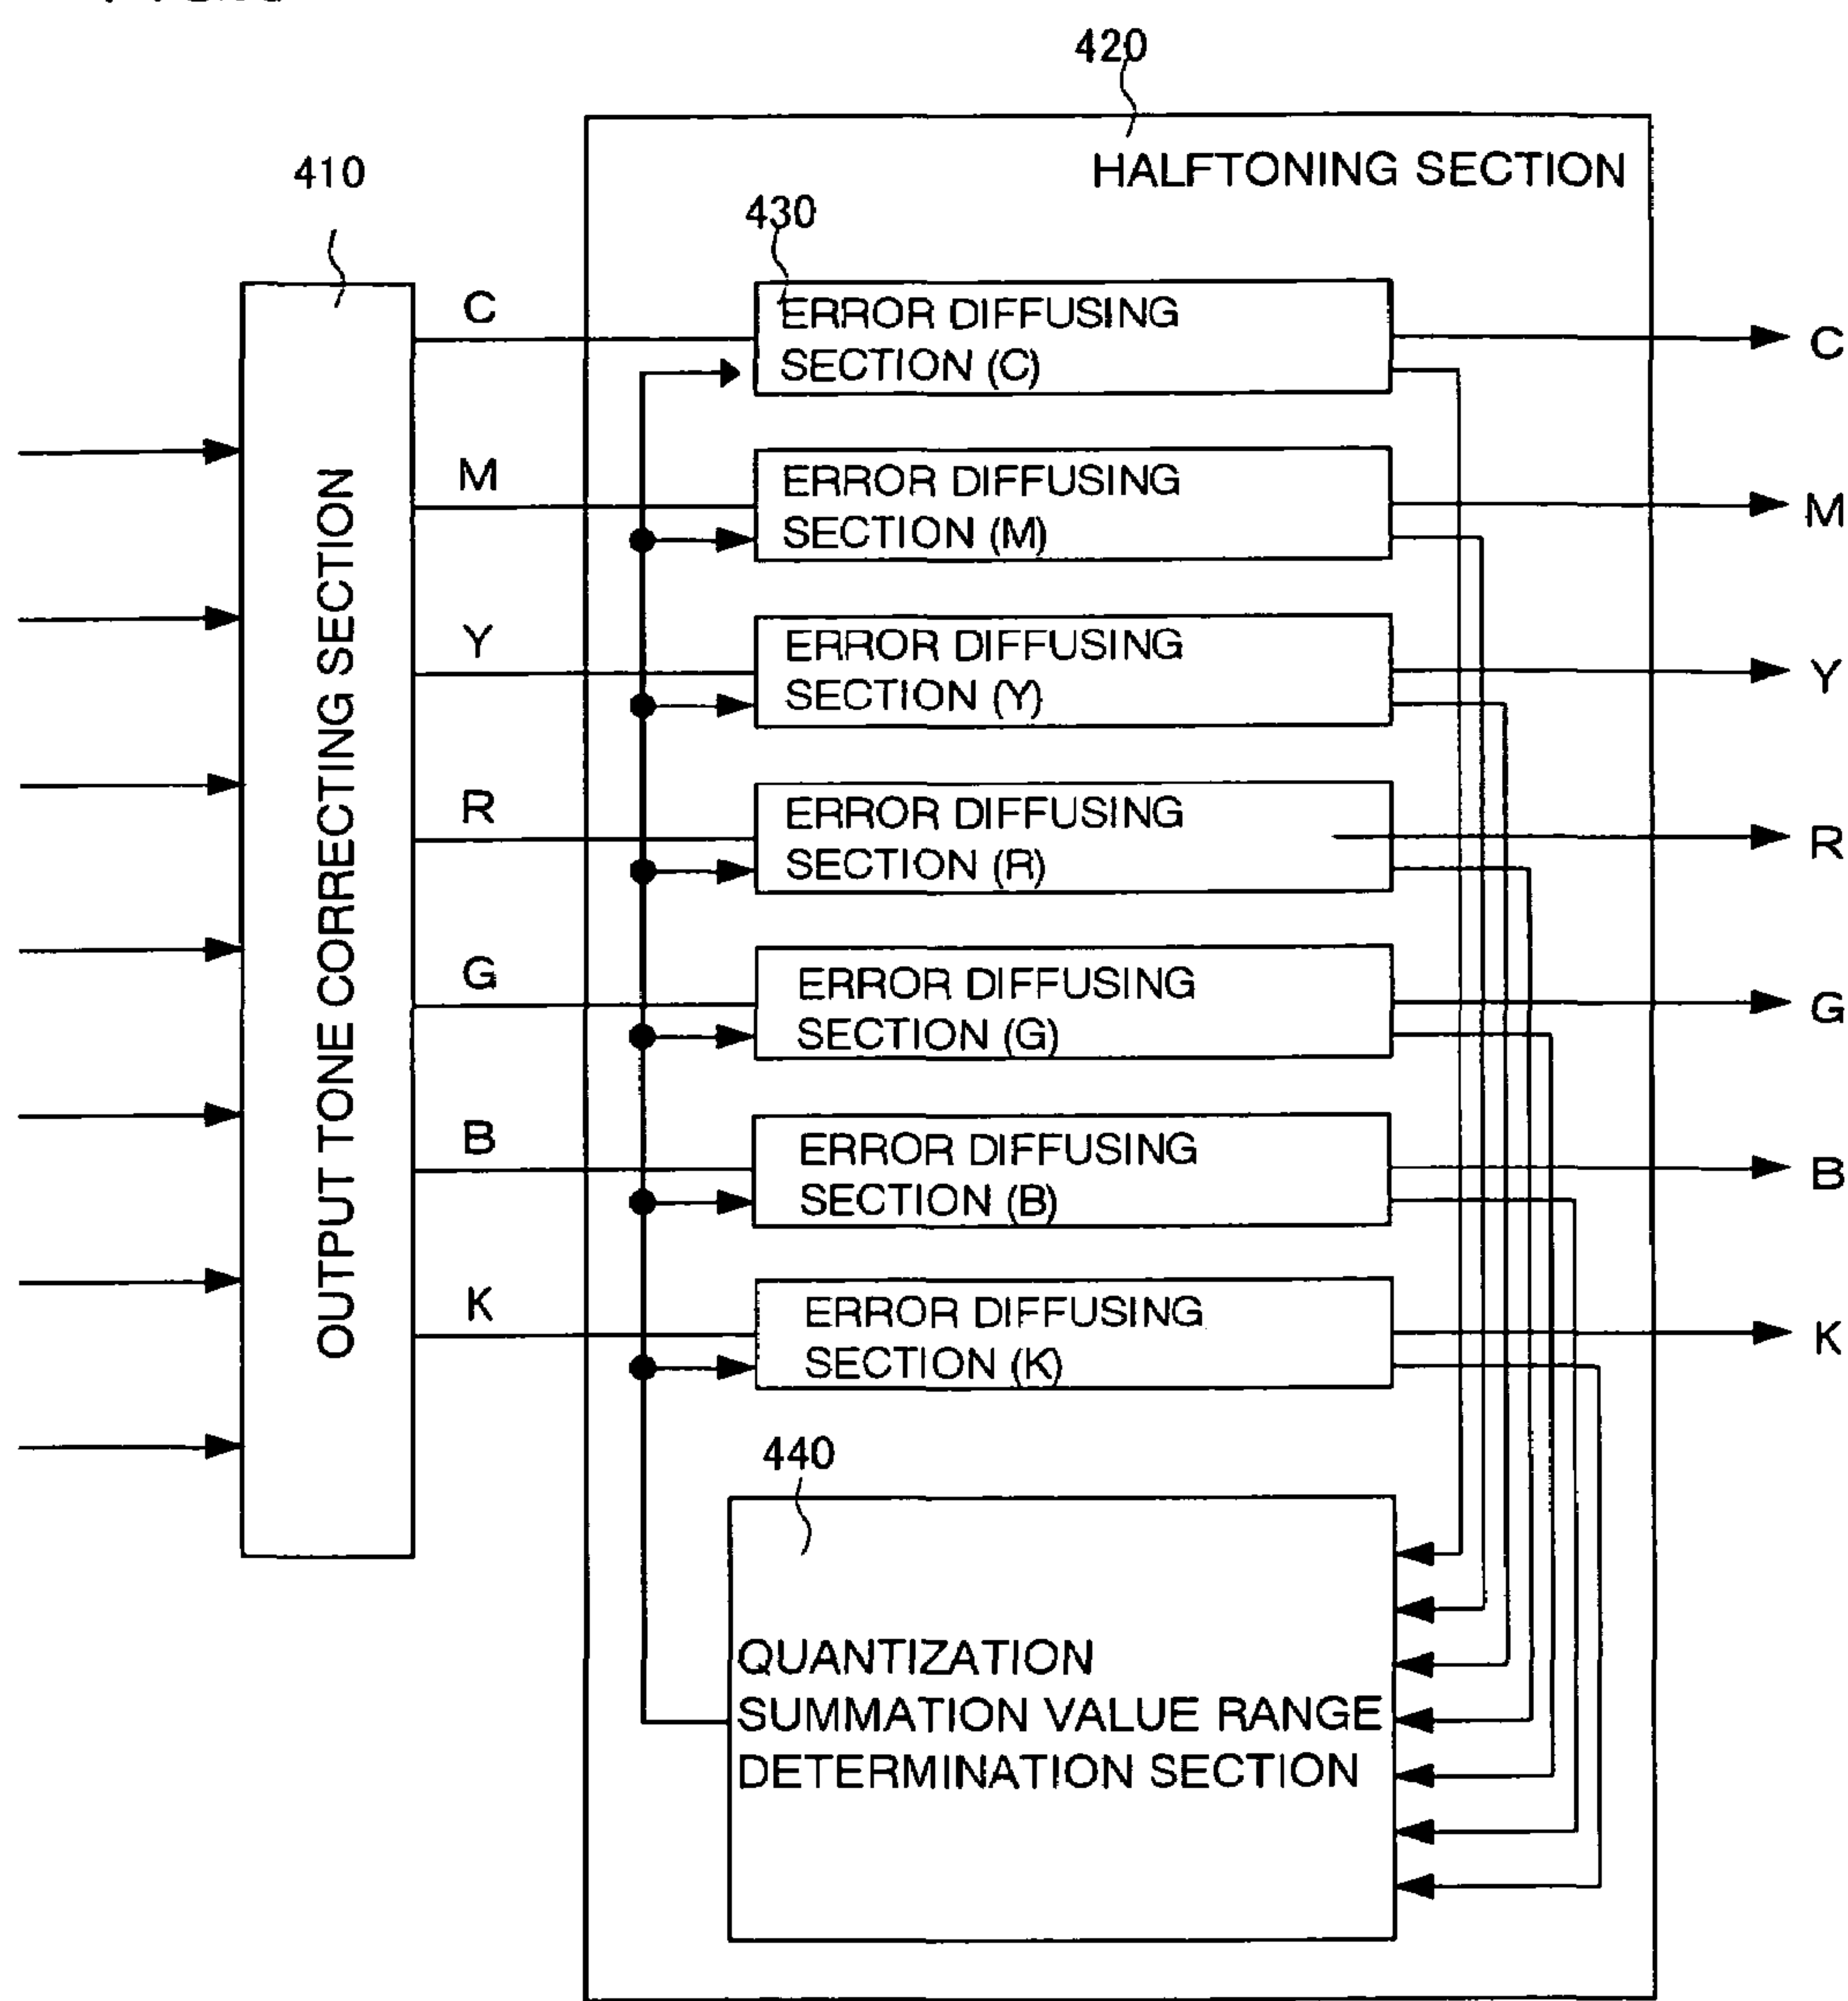 420
HALFTONING SECTION
410
430
OUTPUT TONE CORRECTING SECTION
C
ERROR DIFFUSING
SECTION (C)
C
M
ERROR DIFFUSING
SECTION (M)
M
Y
ERROR DIFFUSING
SECTION (Y)
Y
R
ERROR DIFFUSING
SECTION (R)
R
G
ERROR DIFFUSING
SECTION (G)
G
B
ERROR DIFFUSING
SECTION (B)
B
K
ERROR DIFFUSING
SECTION (K)
K
440
QUANTIZATION
SUMMATION VALUE RANGE
DETERMINATION SECTION